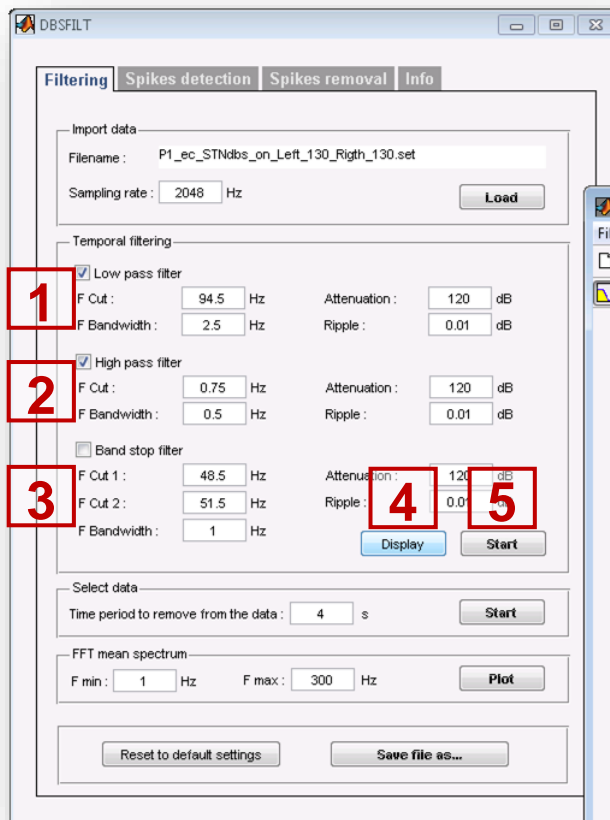 DBSFILT
Filtering Spikes detection Spikes removal Info
Import data
Filename : P1_ec_STNdbs_on_Left_130_Rigth_130.set
Sampling rate : 2048 Hz Load
Fil
Temporal filtering
Low pass filter
1
F Cut : 94.5 Hz Attenuation : 120 dB
F Bandwidth : 2.5 Hz Ripple : 0.01 dB
High pass filter
2
F Cut : 0.75 Hz Attenuation : 120 dB
F Bandwidth : 0.5 Hz Ripple : 0.01 dB
Band stop filter
3
F Cut 1 : 48.5 Hz Attenuation : 120 dB
F Cut 2 : 51.5 Hz Ripple : 0.01
4 5
F Bandwidth : 1 Hz
Display Start
Select data
Time period to remove from the data : 4 s Start
FFT mean spectrum
F min : 1 Hz F max : 300 Hz Plot
Reset to default settings Save file as...